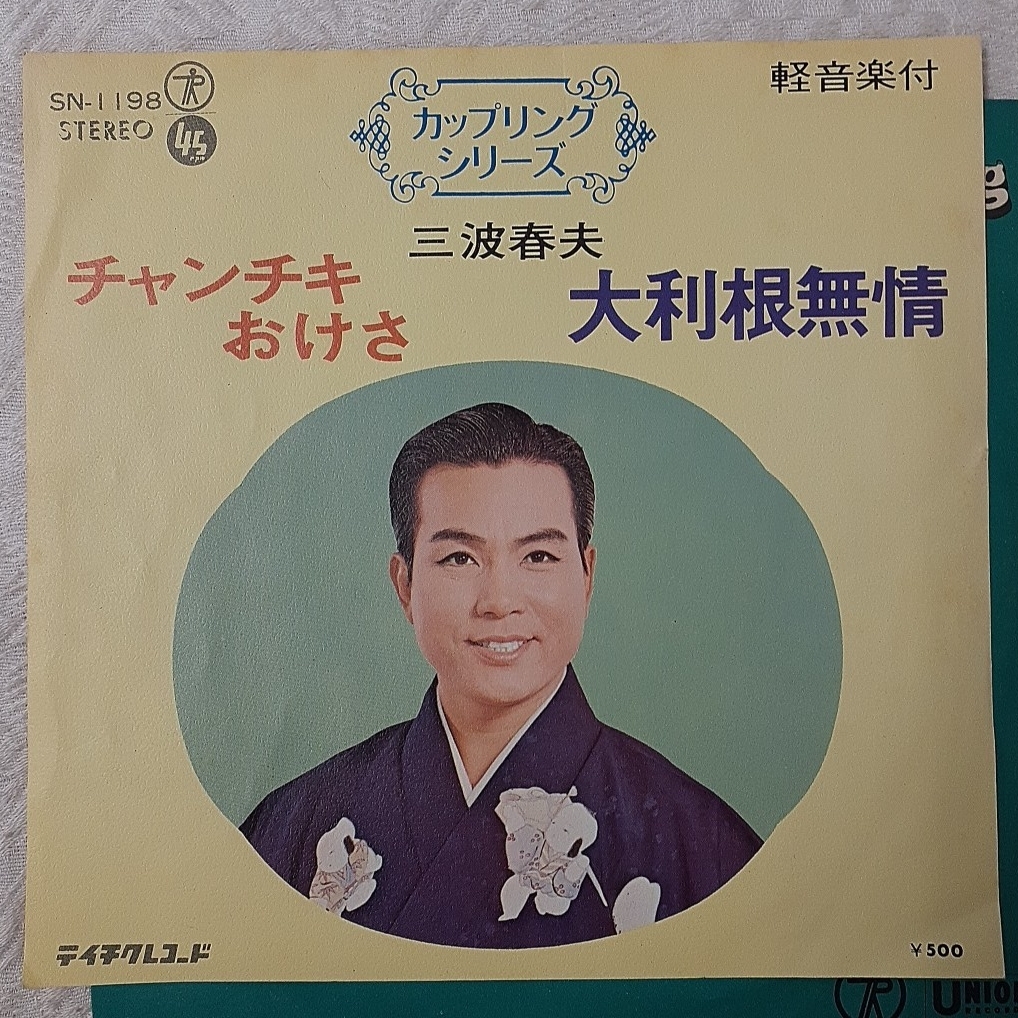 SN-1198
STEREO
45
軽音楽付
カップリング
シリーズ
三波春夫
チャンチキ
おけさ
大利根無情
テイチクレコード
¥500
UNIO
RECORD